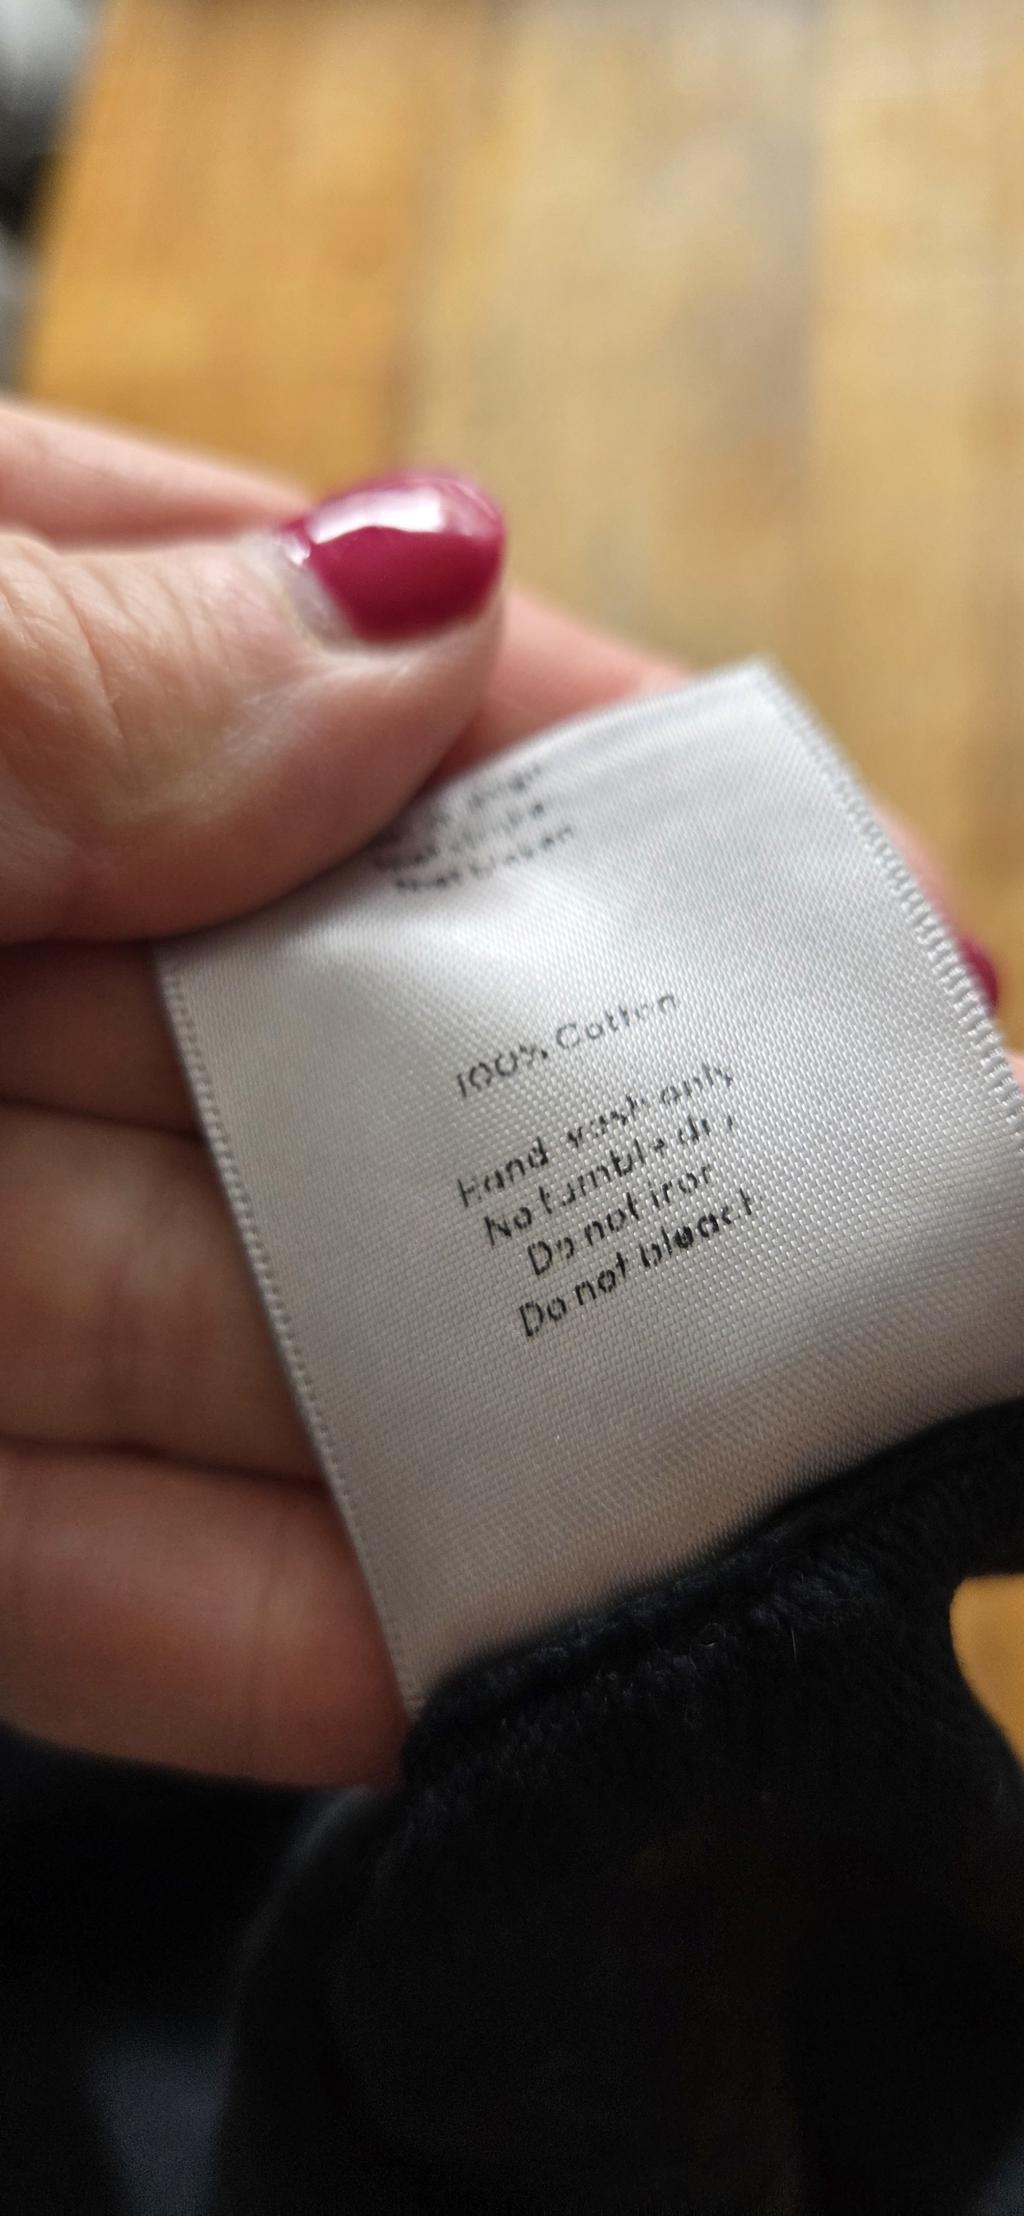 100% Cotton
Hand wash only
No tumble dry
Do not iron
Do not bleach